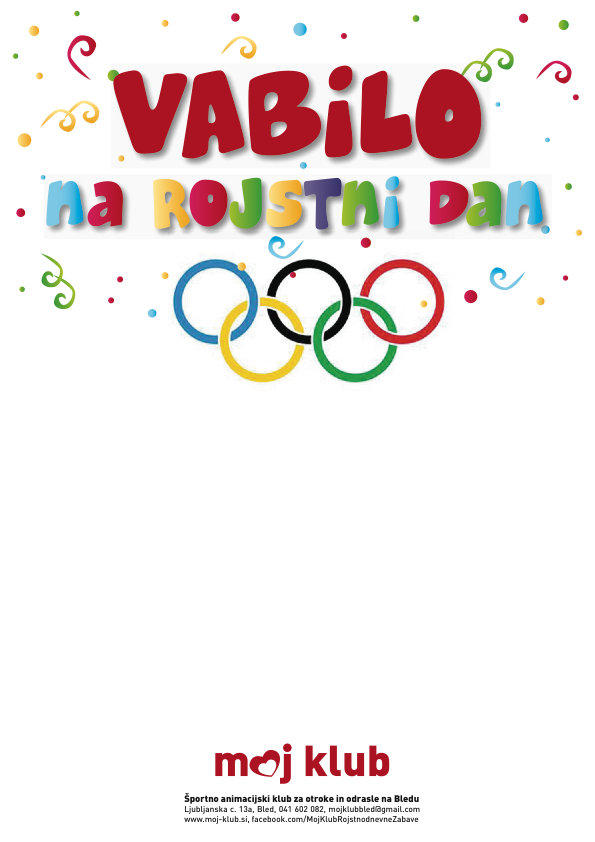 VABiLO
na ROJSTni Dan
moj klub
Športno animacijski klub za otroke in odrasle na Bledu
Ljubljanska c. 13a, Bled, 041 602 082, mojklubbled@gmail.com
www.moj-klub.si, facebook.com/MojKlubRojstnodnevneZabave